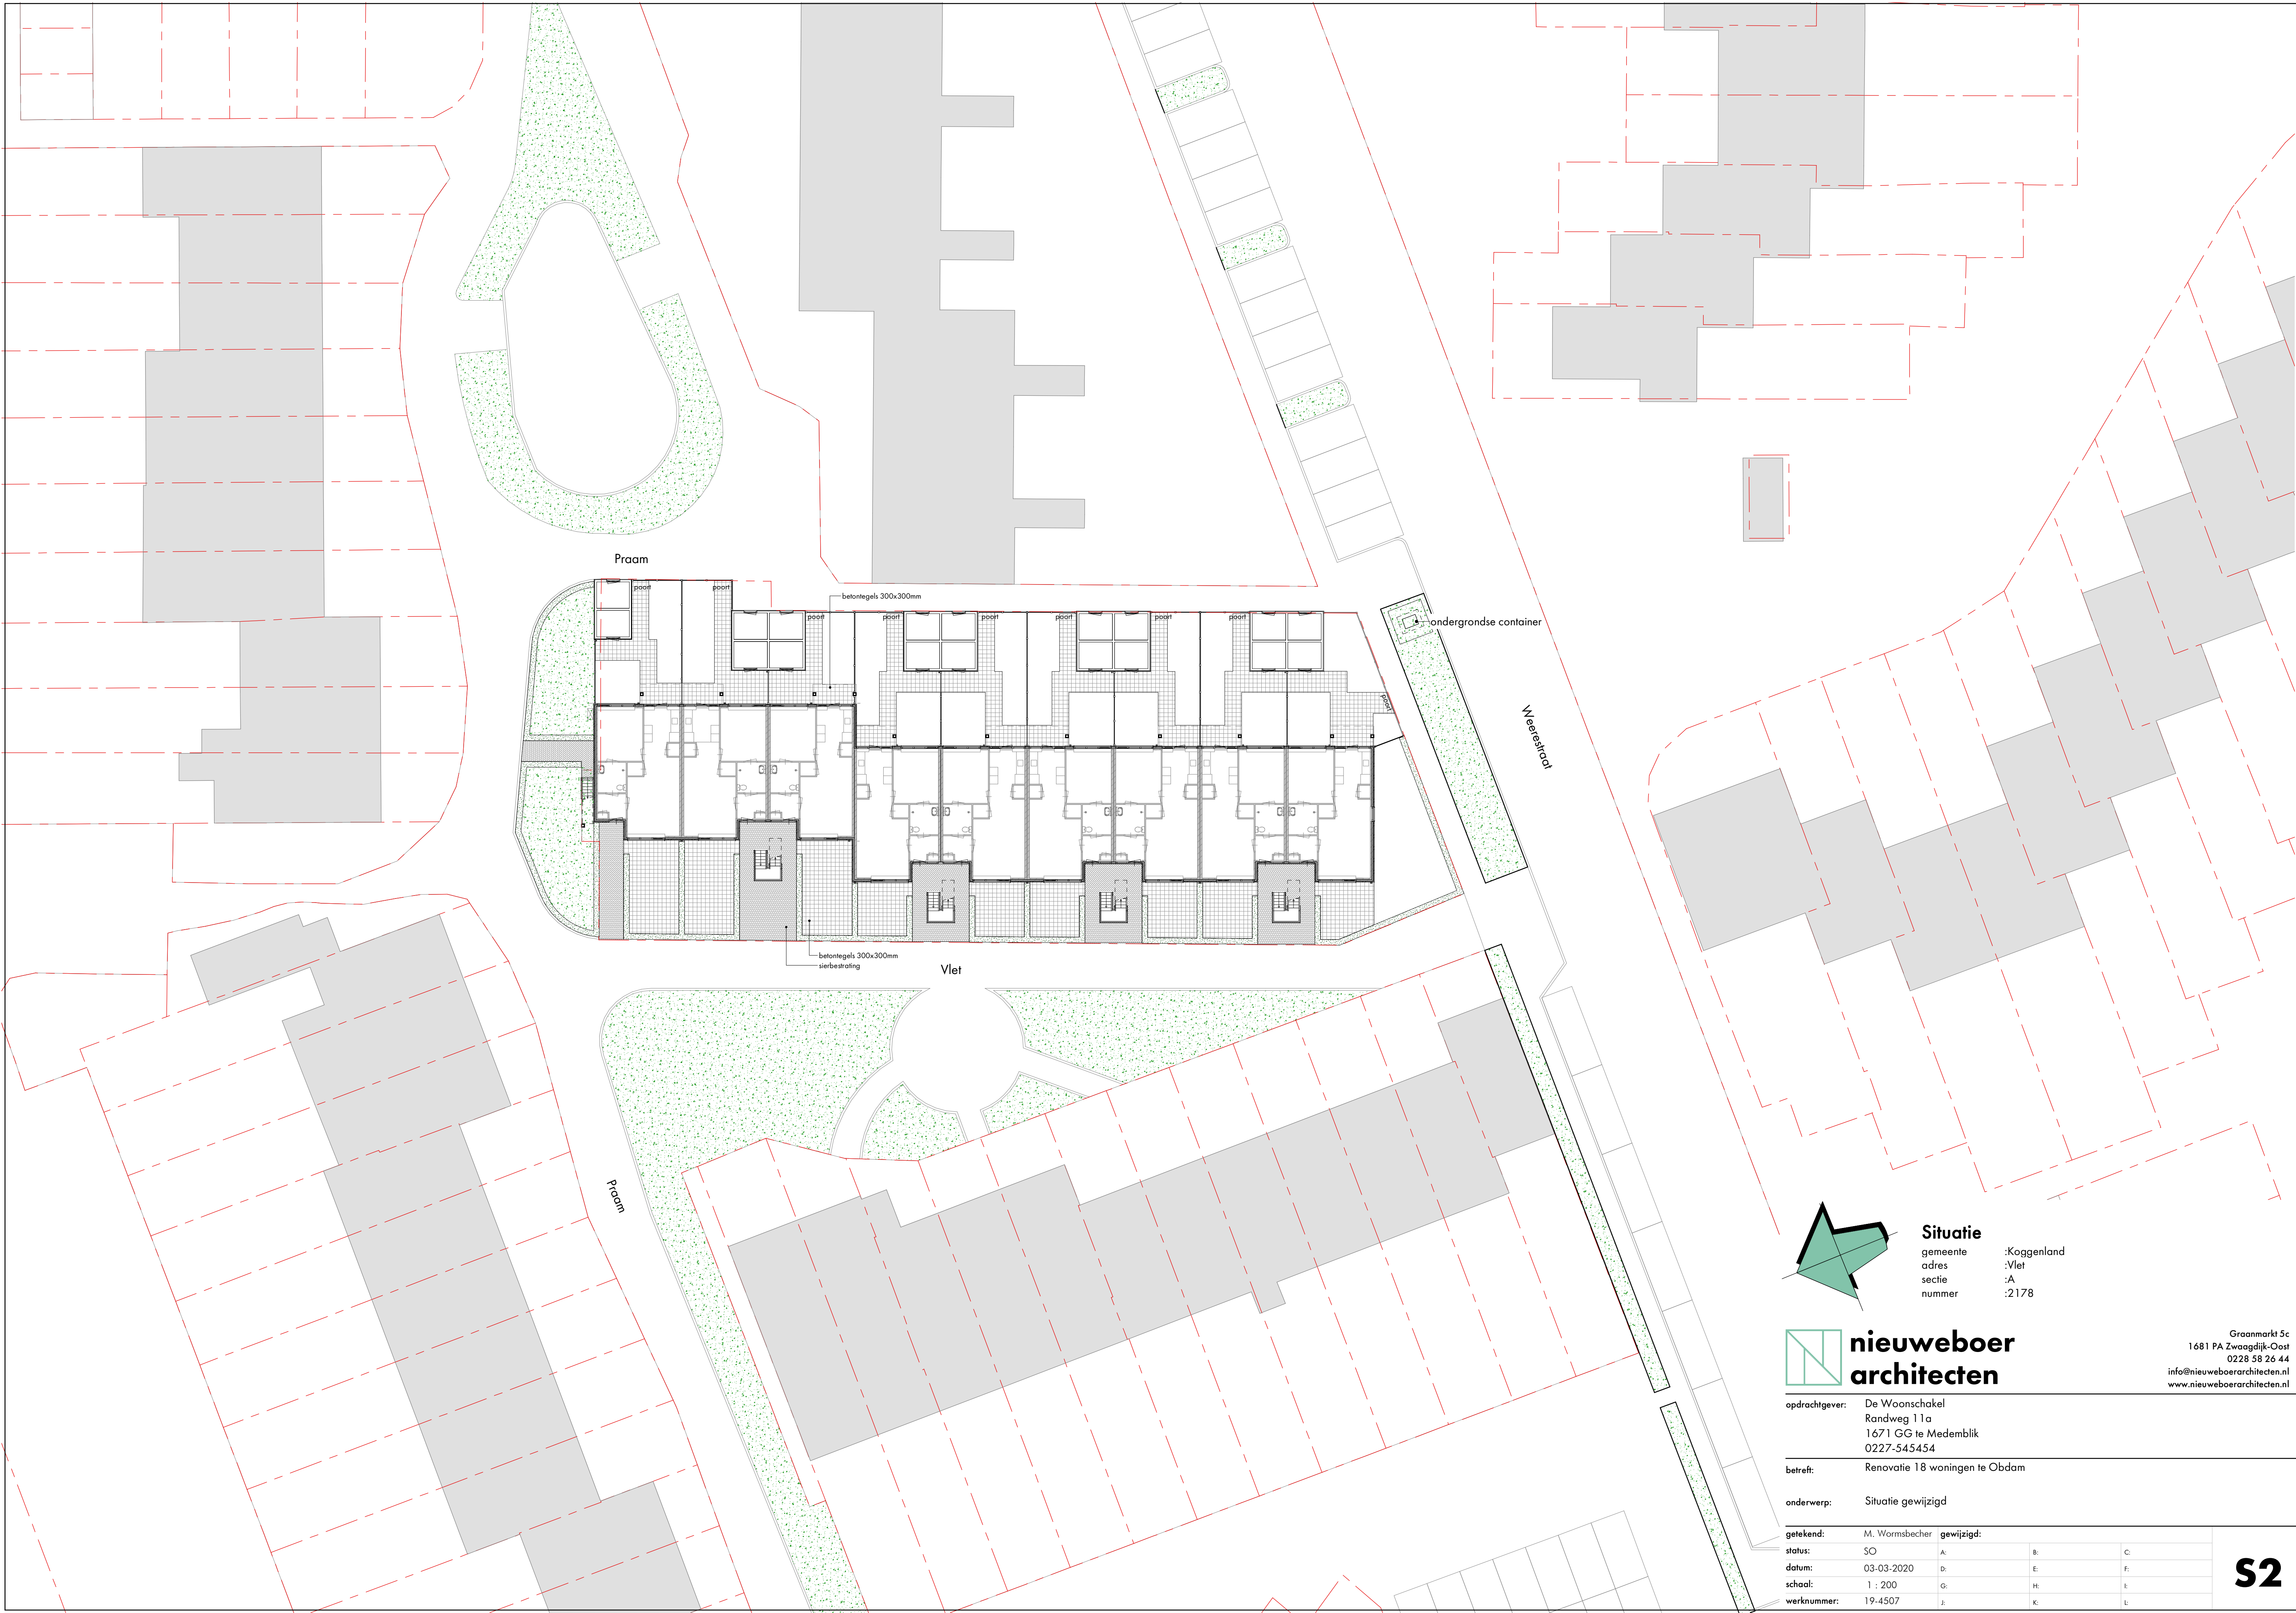 Praam
poort
poort
betontegels 300x300mm
poort
poort
poort
poort
poort
poort
ondergrondse container
poort
Weerestraat
betontegels 300x300mm
sierbestrating
Vlet
Praam
Situatie
gemeente :Koggenland
adres :Vlet
sectie :A
nummer :2178
nieuweboer
architecten
Graanmarkt 5c
1681 PA Zwaagdijk-Oost
0228 58 26 44
info@nieuweboerarchitecten.nl
www.nieuweboerarchitecten.nl
opdrachtgever: De Woonschakel
Randweg 11a
1671 GG te Medemblik
0227-545454
betreft: Renovatie 18 woningen te Obdam
onderwerp: Situatie gewijzigd
getekend: M. Wormsbecher gewijzigd:
status: SO A: B: C:
datum: 03-03-2020 D: E: F:
schaal: 1 : 200 G: H: I:
werknummer: 19-4507 J: K: L:
S2